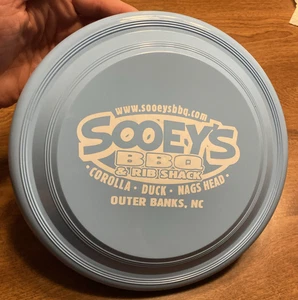 www.sooeysbbq.com
SOOEY'S
BBQ
& RIB SHACK
• COROLLA • DUCK • NAGS HEAD •
OUTER BANKS, NC